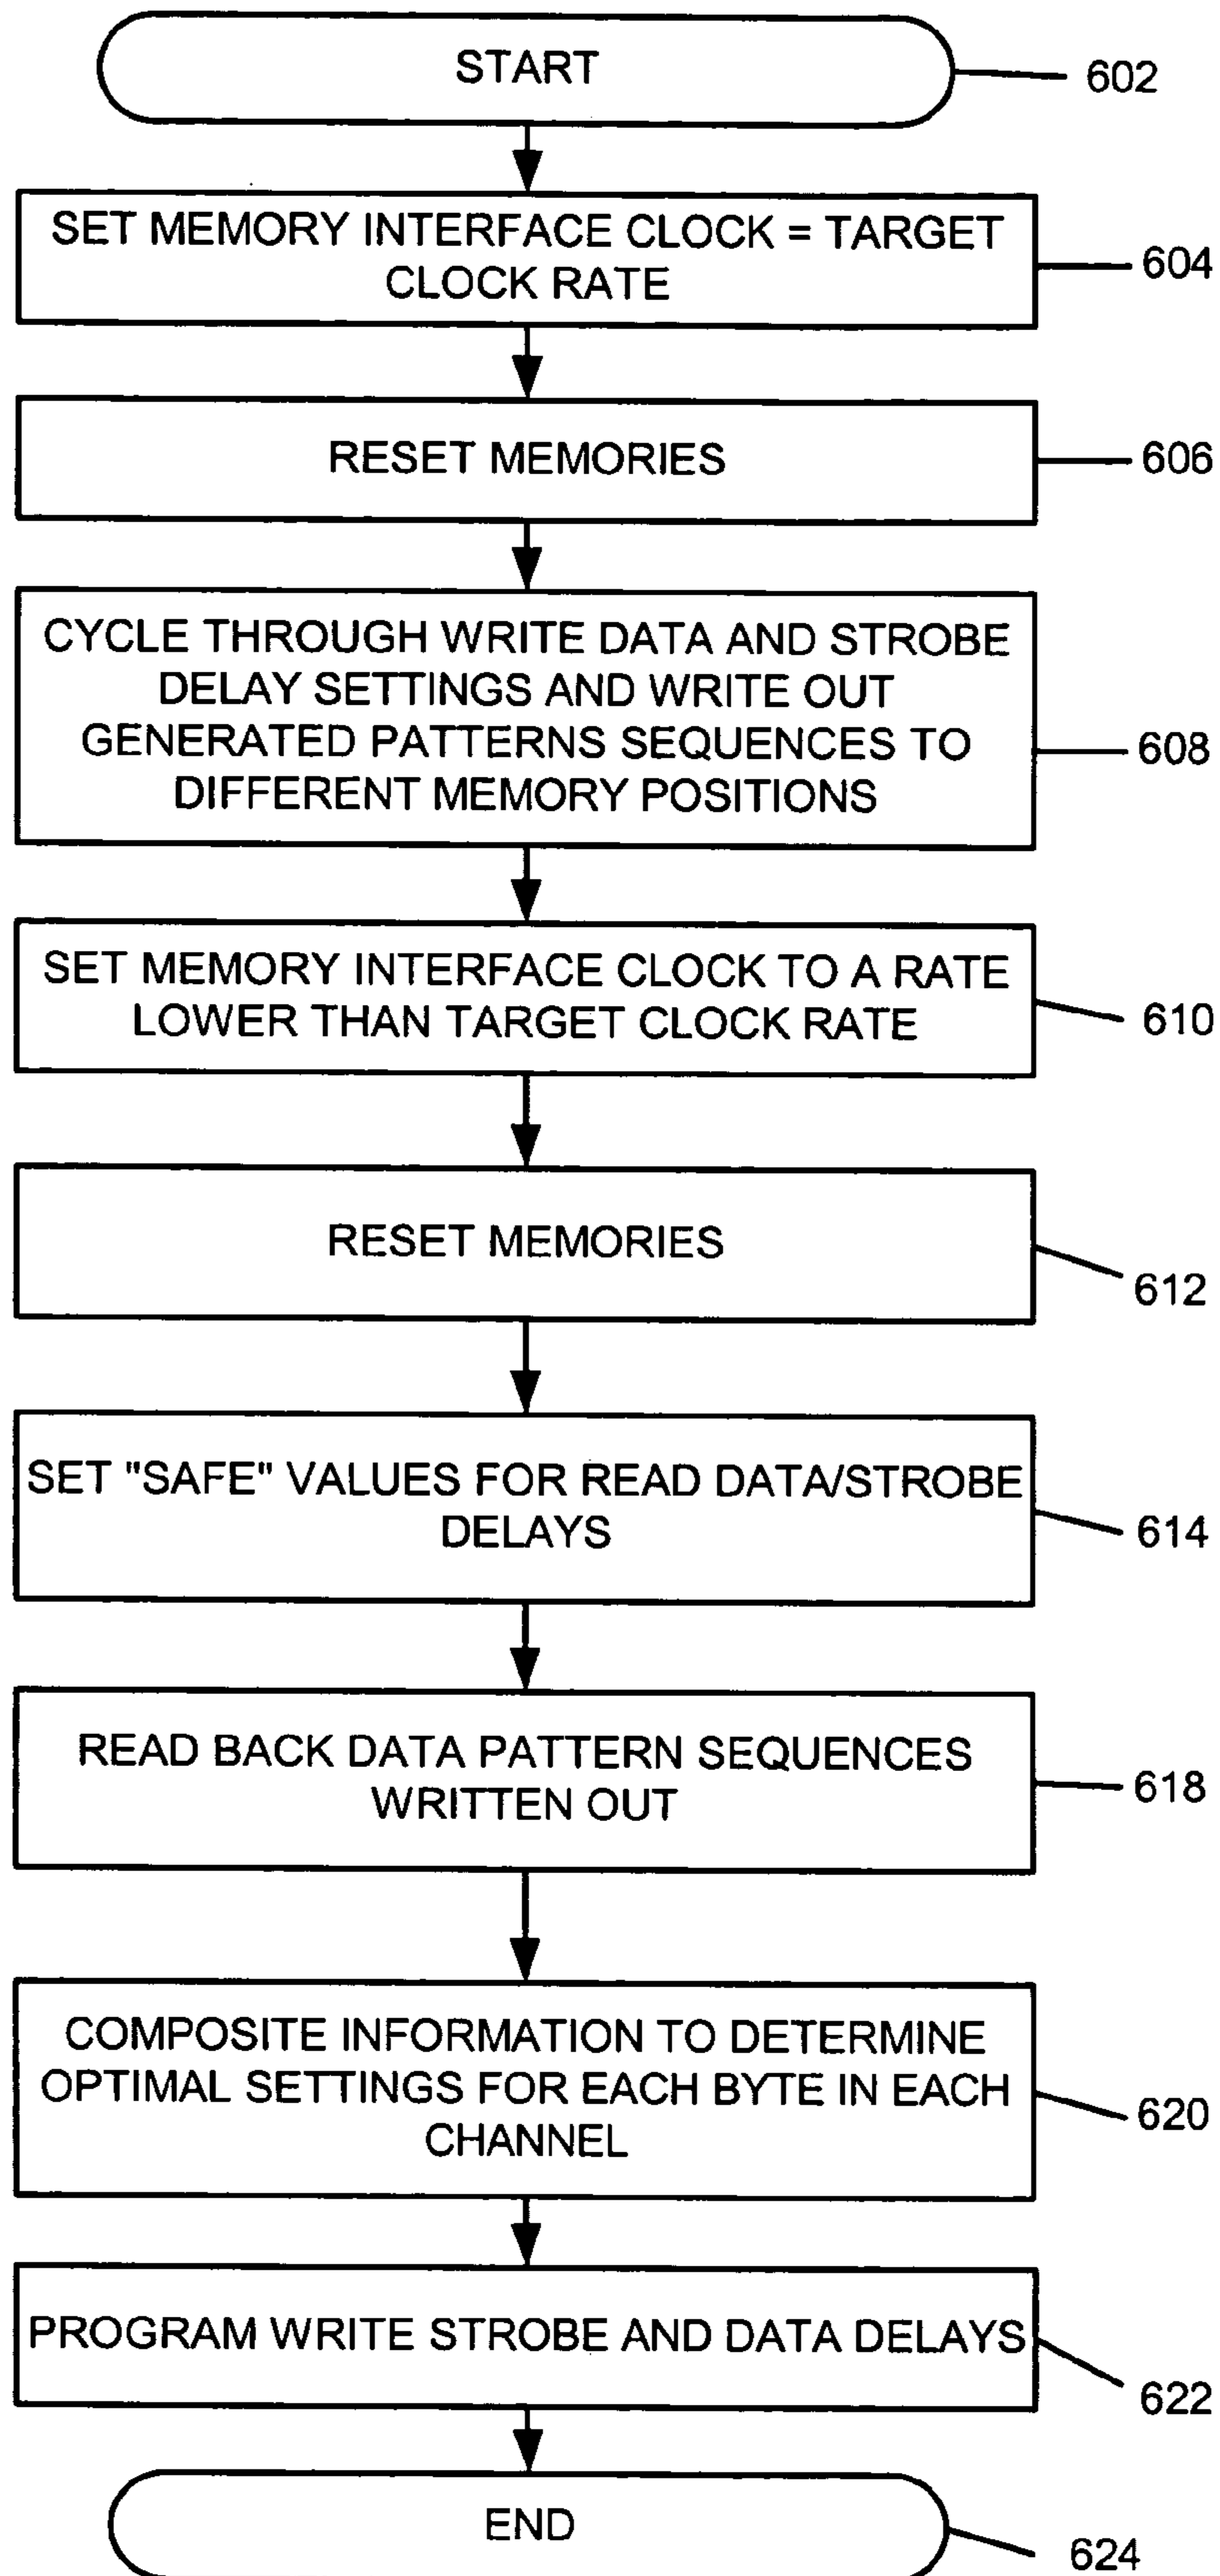 START
602
SET MEMORY INTERFACE CLOCK = TARGET
CLOCK RATE
604
RESET MEMORIES
606
CYCLE THROUGH WRITE DATA AND STROBE
DELAY SETTINGS AND WRITE OUT
GENERATED PATTERNS SEQUENCES TO
DIFFERENT MEMORY POSITIONS
608
SET MEMORY INTERFACE CLOCK TO A RATE
LOWER THAN TARGET CLOCK RATE
610
RESET MEMORIES
612
SET "SAFE" VALUES FOR READ DATA/STROBE
DELAYS
614
READ BACK DATA PATTERN SEQUENCES
WRITTEN OUT
618
COMPOSITE INFORMATION TO DETERMINE
OPTIMAL SETTINGS FOR EACH BYTE IN EACH
CHANNEL
620
PROGRAM WRITE STROBE AND DATA DELAYS
622
END
624